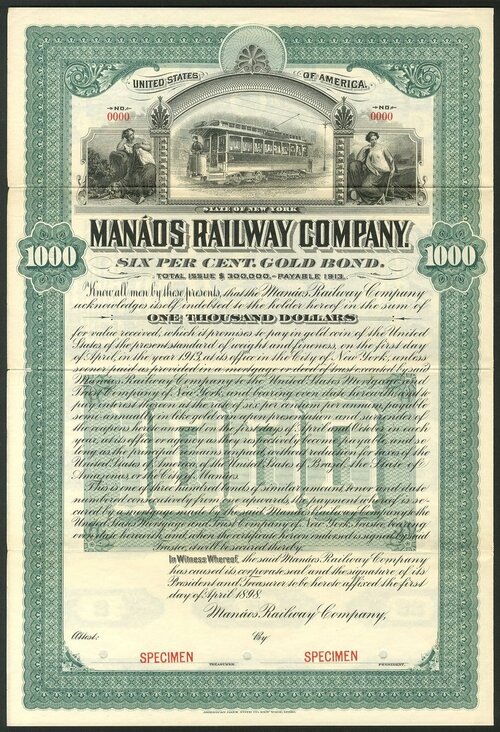 UNITED STATES OF AMERICA.
NO. 0000
NO. 0000
STATE OF NEW YORK
MANÁOS RAILWAY COMPANY.
1000
1000
SIX PER CENT. GOLD BOND.
TOTAL ISSUE $300,000.–PAYABLE 1913.
Know all men by these presents, that the Manáos Railway Company
acknowledges itself indebted to the holder hereof in the sum of
ONE THOUSAND DOLLARS
for value received, which it promises to pay in gold coin of the United
States of the present standard of weight and fineness, on the first day
of April, in the year 1913, at its office in the City of New York, unless
sooner paid as provided in a mortgage or deed of trust executed by said
Manáos Railway Company to the United States Mortgage and
Trust Company of New York, and bearing even date herewith, and to
pay interest thereon at the rate of six per cent per annum, payable
semi-annually in like gold coin upon presentation and surrender of
the coupons hereto annexed on the first days of April and October in each
year, at its office or agency as they respectively become payable, and so
long as the principal remains unpaid, without reduction for taxes of the
United States of America, of the United States of Brazil, the State of
Amazonas, or the City of Manáos.
This is one of three hundred bonds of similar amount, tenor and date
numbered consecutively from one upwards, the payment of which is se-
cured by a mortgage made by the said Manáos Railway Company to the
United States Mortgage and Trust Company of New York, Trustee, bearing
even date herewith, and when the certificate hereon endorsed is signed by said
Trustee, it will be secured thereby.
In Witness Whereof, the said Manáos Railway Company
has caused its corporate seal and the signature of its
President and Treasurer to be hereto affixed the first
day of April 1898.
Manáos Railway Company,
Attest:
By
SPECIMEN
SPECIMEN
TREASURER.
PRESIDENT.